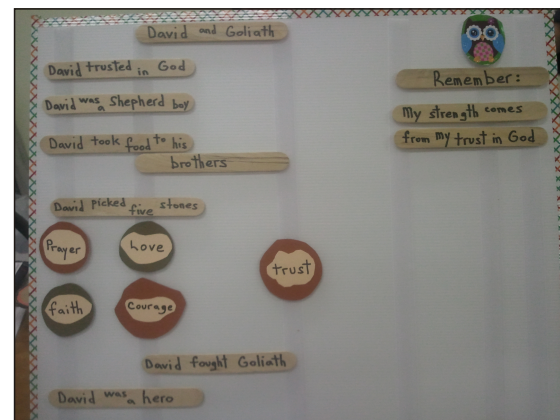 David and Goliath
David trusted in God
David was a Shepherd boy
David took food to his
brothers
David picked five stones
Prayer
Love
trust
faith
Courage
David fought Goliath
David was a hero
Remember:
My strength comes
from my trust in God